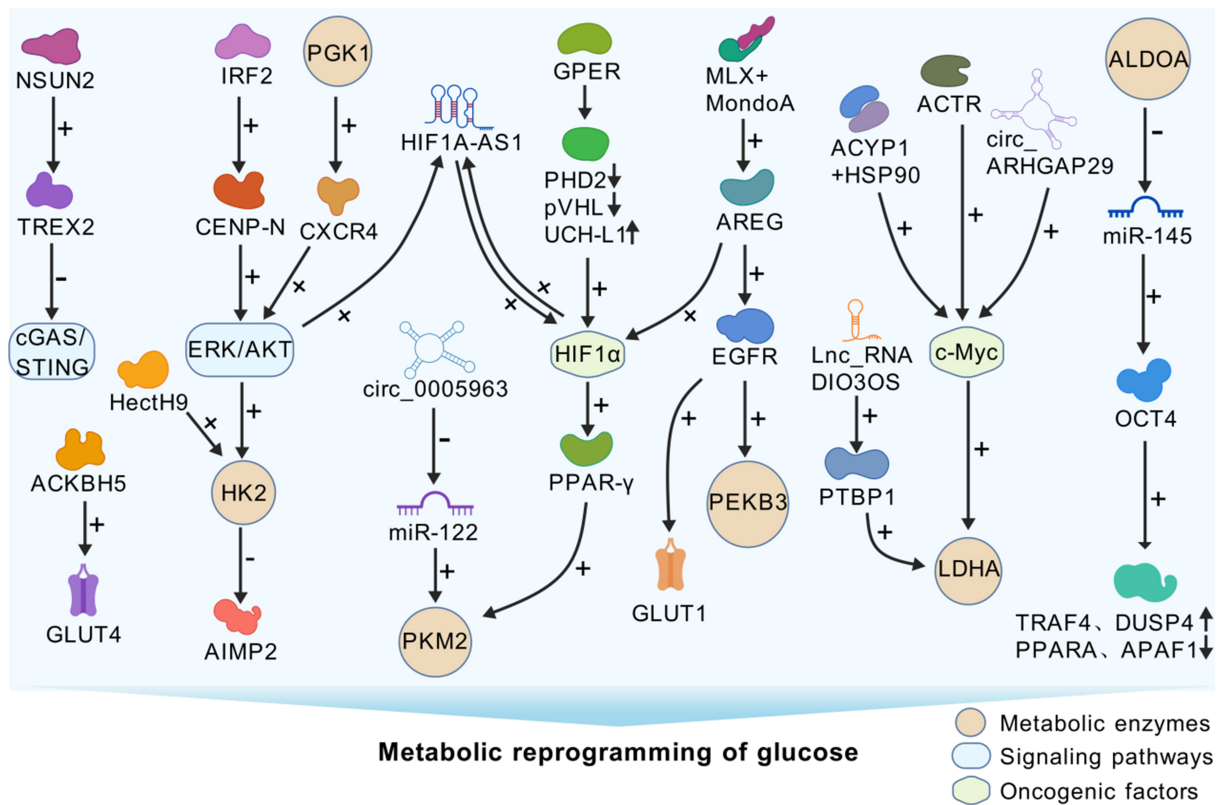 NSUN2
+
TREX2
-
cGAS/
STING
ACKBH5
+
GLUT4
IRF2
+
CENP-N
+
ERK/AKT
+
HectH9
+
HK2
-
AIMP2
PGK1
+
CXCR4
+
+
HIF1A-AS1
+
+
circ_0005963
-
miR-122
+
PKM2
GPER
PHD2↓
pVHL↓
UCH-L1↑
+
HIF1α
+
PPAR-γ
+
MLX+
MondoA
+
AREG
+
+
EGFR
+
+
GLUT1
PEKB3
ACYP1
+HSP90
+
ACTR
+
circ_
ARHGAP29
+
c-Myc
+
Lnc_RNA
DIO3OS
+
PTBP1
+
LDHA
ALDOA
-
miR-145
+
OCT4
+
TRAF4、DUSP4↑
PPARA、APAF1↓
Metabolic reprogramming of glucose
Metabolic enzymes
Signaling pathways
Oncogenic factors